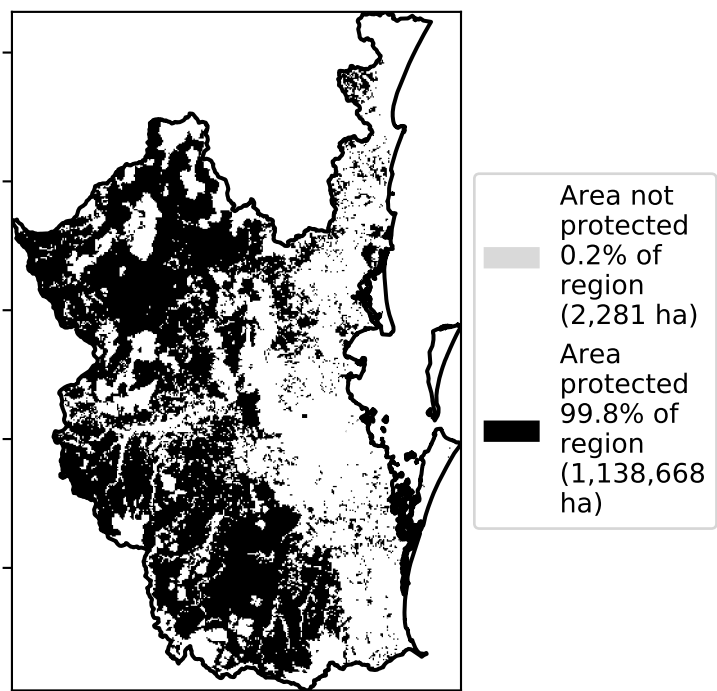 Area not
protected
0.2% of
region
(2,281 ha)
Area
protected
99.8% of
region
(1,138,668
ha)